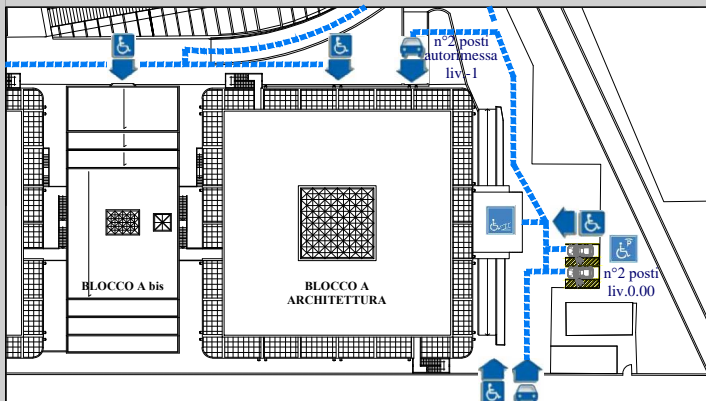 n°2 posti
autorimessa
liv.-1
P
n°2 posti
liv.0.00
BLOCCO A bis
BLOCCO A
ARCHITETTURA